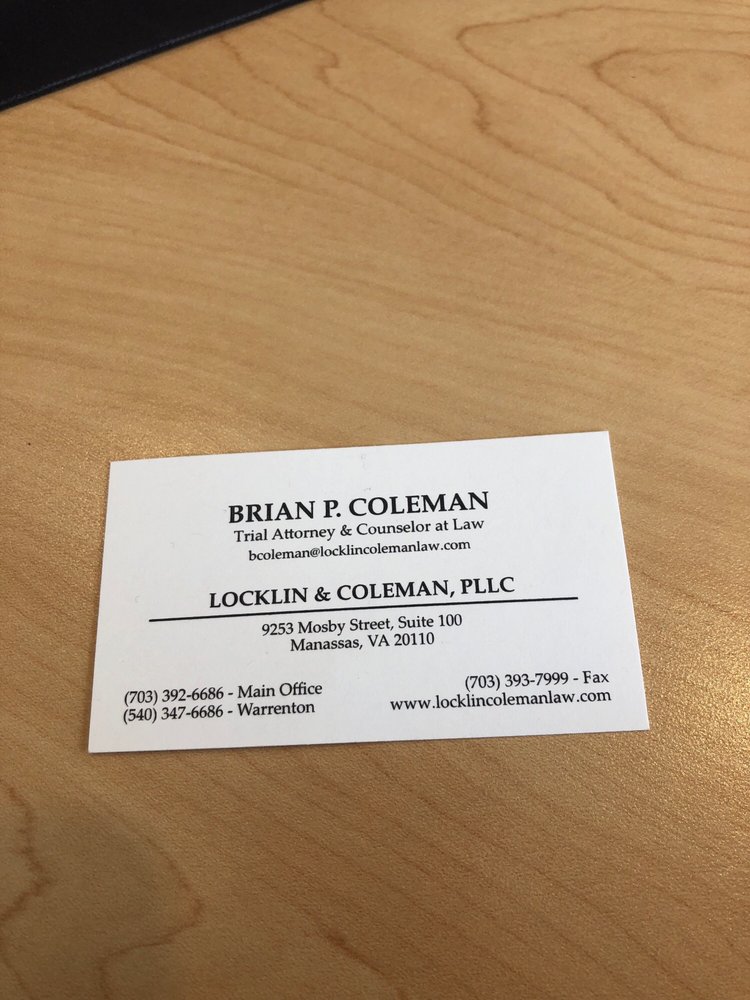 BRIAN P. COLEMAN
Trial Attorney & Counselor at Law
bcoleman@locklincolemanlaw.com
LOCKLIN & COLEMAN, PLLC
9253 Mosby Street, Suite 100
Manassas, VA 20110
(703) 392-6686 - Main Office
(540) 347-6686 - Warrenton
(703) 393-7999 - Fax
www.locklincolemanlaw.com